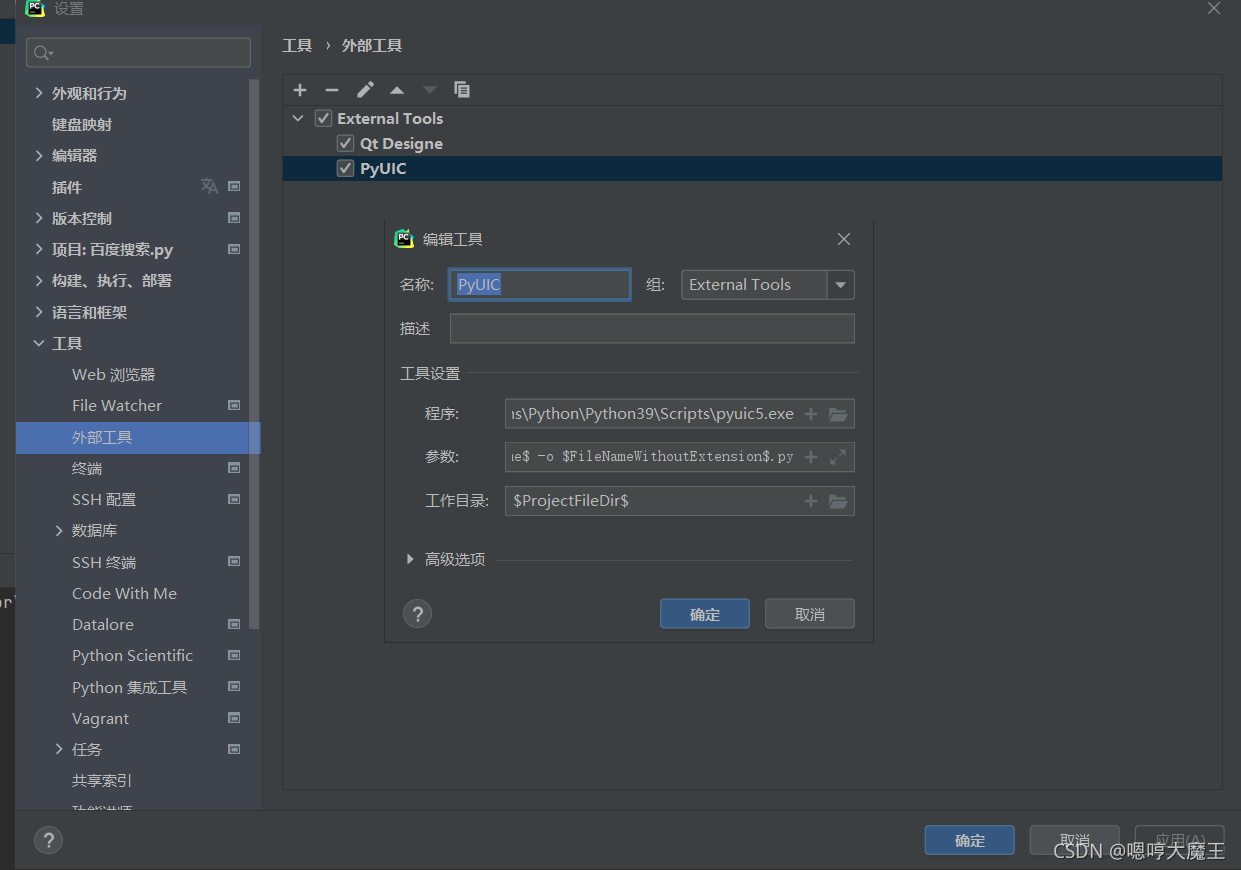 PC 设置
工具 › 外部工具
外观和行为
键盘映射
编辑器
插件
版本控制
项目: 百度搜索.py
构建、执行、部署
语言和框架
工具
Web 浏览器
File Watcher
外部工具
终端
SSH 配置
数据库
SSH 终端
Code With Me
Datalore
Python Scientific
Python 集成工具
Vagrant
任务
共享索引
External Tools
Qt Designe
PyUIC
PC 编辑工具
名称: PyUIC 组: External Tools
描述
工具设置
程序: ns\Python\Python39\Scripts\pyuic5.exe
参数: ne$ -o $FileNameWithoutExtension$.py
工作目录: $ProjectFileDir$
高级选项
? 确定 取消
? 确定 取消 应用(A)
CSDN @嗯哼大魔王